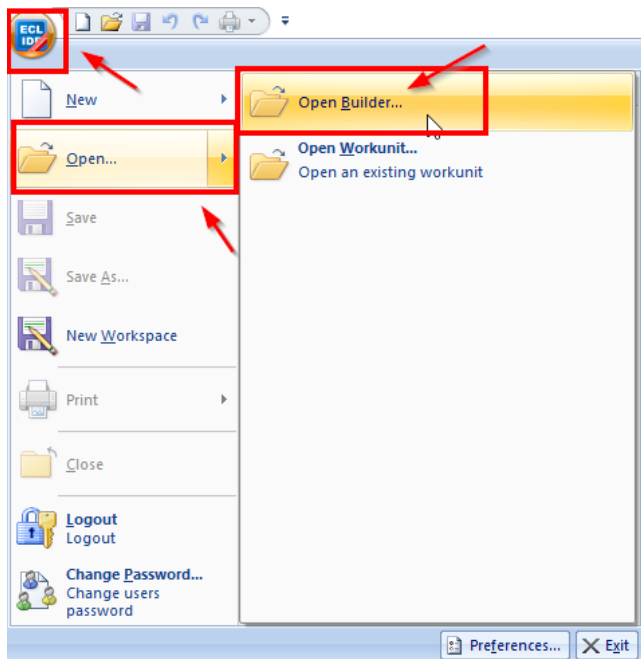 ECL
IDE
New
Open...
Save
Save As...
New Workspace
Print
Close
Logout
Logout
Change Password...
Change users
password
Open Builder...
Open Workunit...
Open an existing workunit
Preferences...
Exit